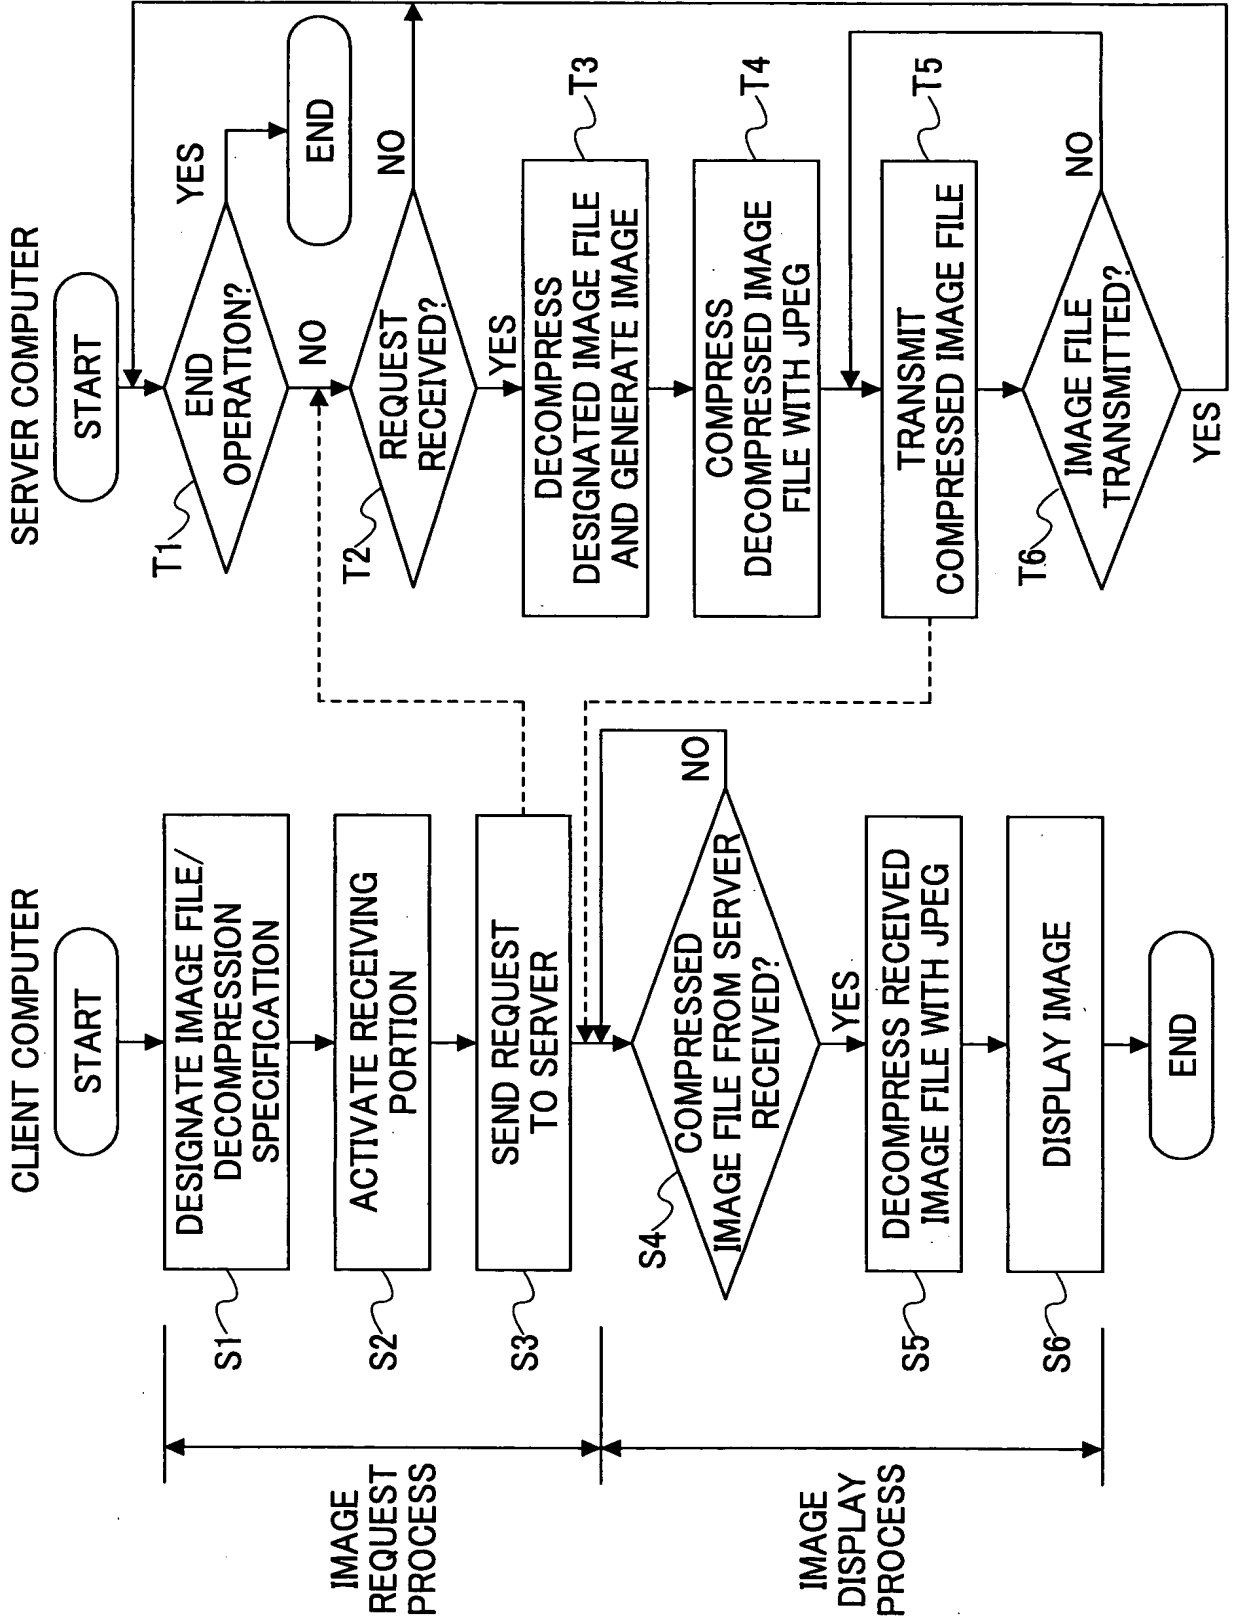 CLIENT COMPUTER
START
DESIGNATE IMAGE FILE/
DECOMPRESSION
SPECIFICATION
S1
ACTIVATE RECEIVING
PORTION
S2
SEND REQUEST
TO SERVER
S3
COMPRESSED
IMAGE FILE FROM SERVER
RECEIVED?
S4
NO
YES
DECOMPRESS RECEIVED
IMAGE FILE WITH JPEG
S5
DISPLAY IMAGE
S6
END
IMAGE
REQUEST
PROCESS
IMAGE
DISPLAY
PROCESS
SERVER COMPUTER
START
END
OPERATION?
T1
YES
END
NO
REQUEST
RECEIVED?
T2
NO
YES
DECOMPRESS
DESIGNATED IMAGE FILE
AND GENERATE IMAGE
T3
COMPRESS
DECOMPRESSED IMAGE
FILE WITH JPEG
T4
TRANSMIT
COMPRESSED IMAGE FILE
T5
IMAGE FILE
TRANSMITTED?
T6
NO
YES